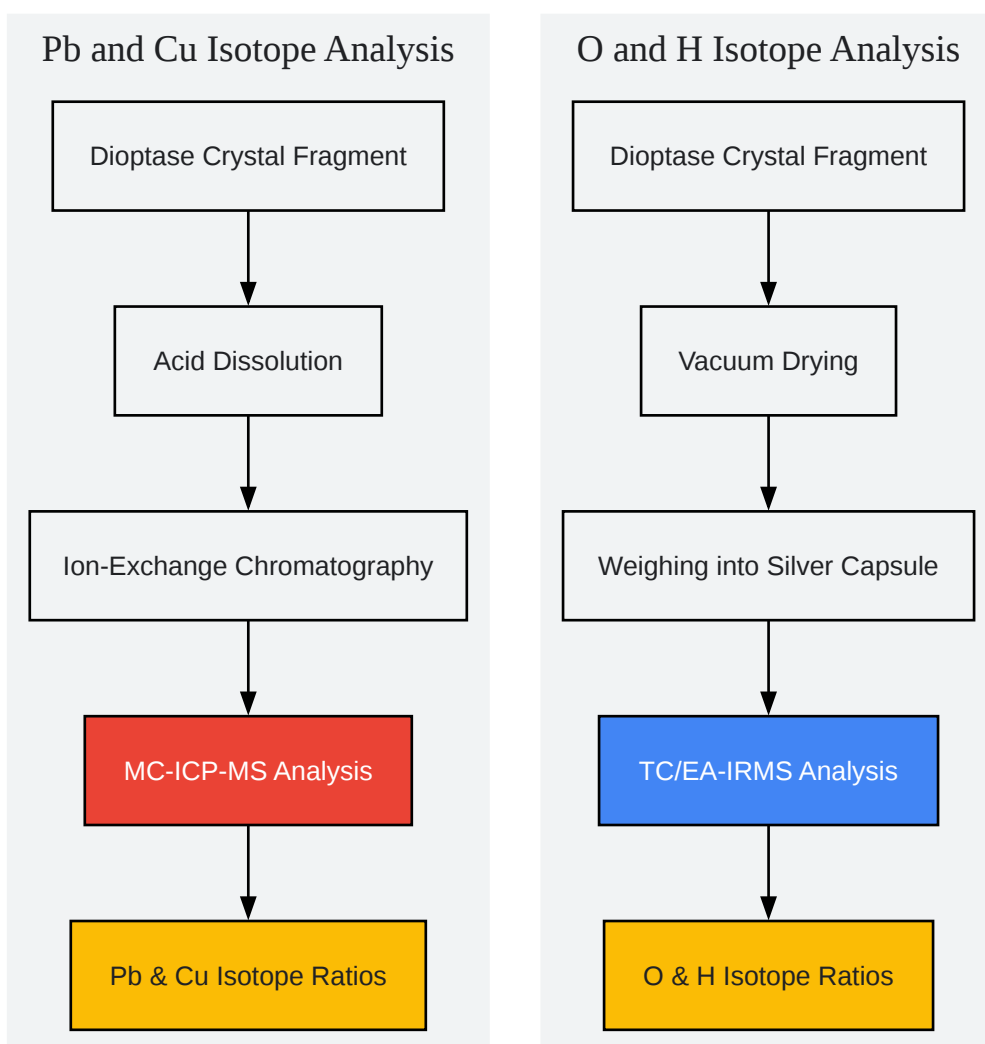 Pb and Cu Isotope Analysis
Dioptase Crystal Fragment
Acid Dissolution
Ion-Exchange Chromatography
MC-ICP-MS Analysis
Pb & Cu Isotope Ratios
O and H Isotope Analysis
Dioptase Crystal Fragment
Vacuum Drying
Weighing into Silver Capsule
TC/EA-IRMS Analysis
O & H Isotope Ratios